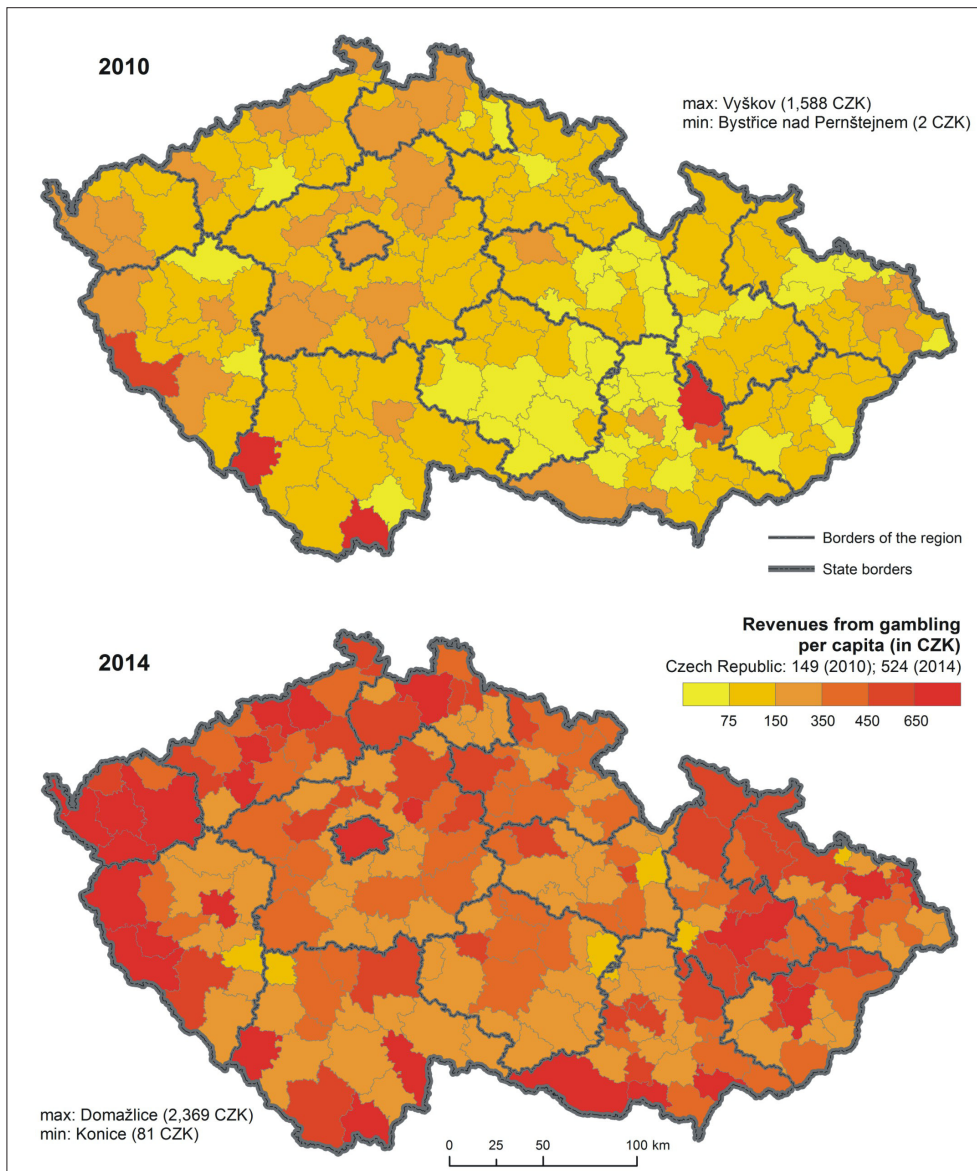 2010
max: Vyškov (1,588 CZK)
min: Bystřice nad Pernštejnem (2 CZK)
Borders of the region
State borders
Revenues from gambling
per capita (in CZK)
Czech Republic: 149 (2010); 524 (2014)
75 150 350 450 650
2014
max: Domažlice (2,369 CZK)
min: Konice (81 CZK)
0 25 50 100 km